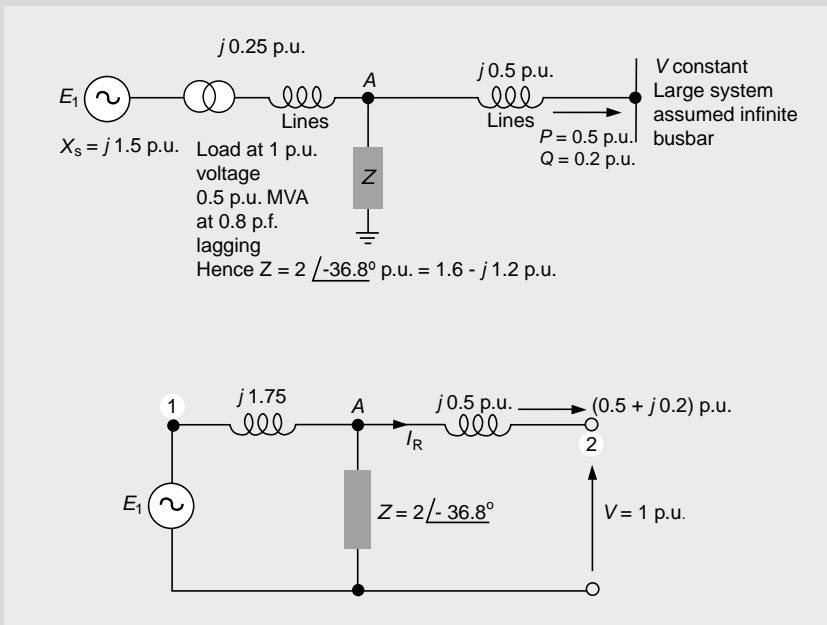 j 0.25 p.u.
E1
A
j 0.5 p.u.
V constant
Large system
assumed infinite
busbar
Lines
Lines
P = 0.5 p.u.
Q = 0.2 p.u.
Xs = j 1.5 p.u.
Load at 1 p.u.
voltage
0.5 p.u. MVA
at 0.8 p.f.
lagging
Z
Hence Z = 2 /-36.8º p.u. = 1.6 - j 1.2 p.u.
1
j 1.75
A
j 0.5 p.u.
(0.5 + j 0.2) p.u.
IR
2
E1
Z = 2 /- 36.8º
V = 1 p.u.